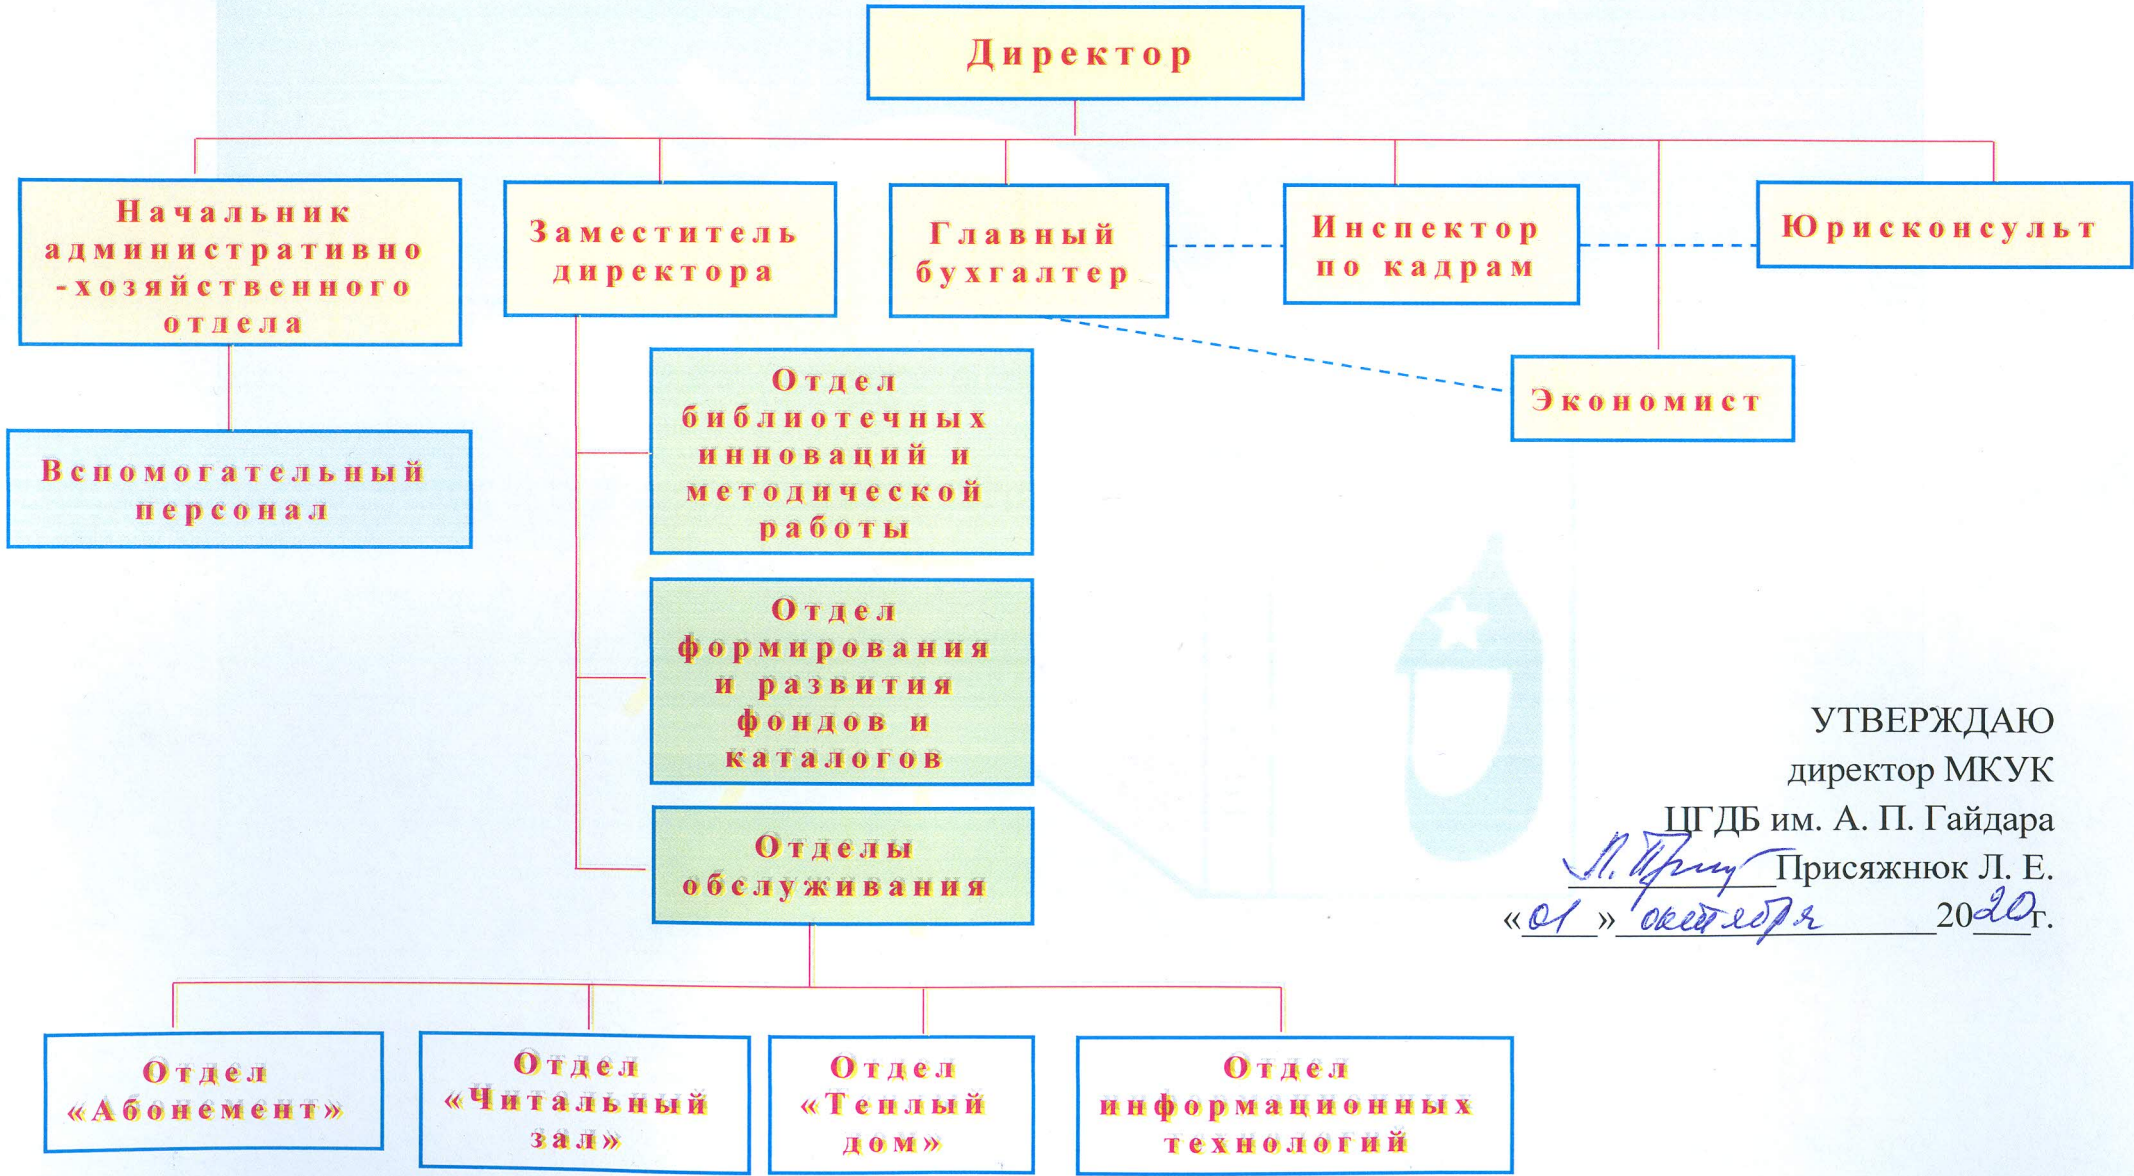 Директор
Начальник
административно
-хозяйственного
отдела
Заместитель
директора
Главный
бухгалтер
Инспектор
по кадрам
Юрисконсульт
Экономист
Вспомогательный
персонал
Отдел
библиотечных
инноваций и
методической
работы
Отдел
формирования
и развития
фондов и
каталогов
Отделы
обслуживания
УТВЕРЖДАЮ
директор МКУК
ЦГДБ им. А. П. Гайдара
Присяжнюк Л. Е.
«01» октября 2020г.
Отдел
«Абонемент»
Отдел
«Читальный
зал»
Отдел
«Теплый
дом»
Отдел
информационных
технологий